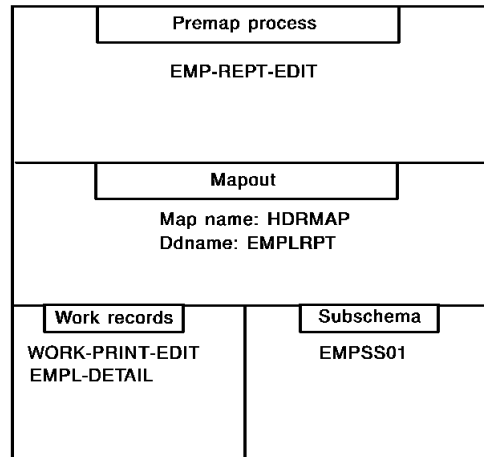 Premap process
EMP-REPT-EDIT
Mapout
Map name: HDRMAP
Ddname: EMPLRPT
Work records
WORK-PRINT-EDIT
EMPL-DETAIL
Subschema
EMPSS01